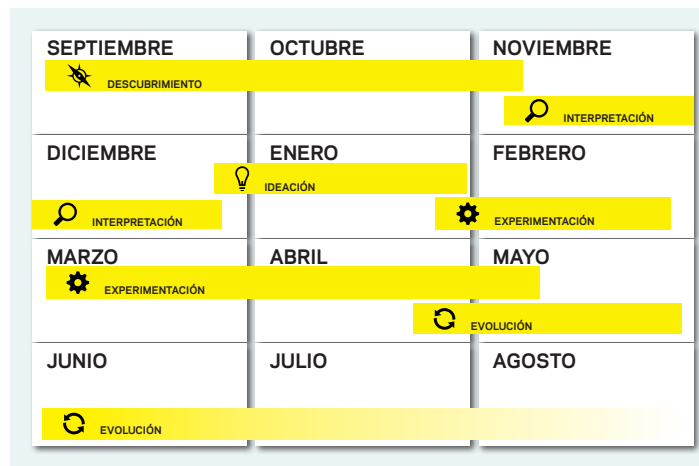 SEPTIEMBRE
OCTUBRE
NOVIEMBRE
DESCUBRIMIENTO
INTERPRETACIÓN
DICIEMBRE
ENERO
FEBRERO
IDEACIÓN
INTERPRETACIÓN
EXPERIMENTACIÓN
MARZO
ABRIL
MAYO
EXPERIMENTACIÓN
EVOLUCIÓN
JUNIO
JULIO
AGOSTO
EVOLUCIÓN